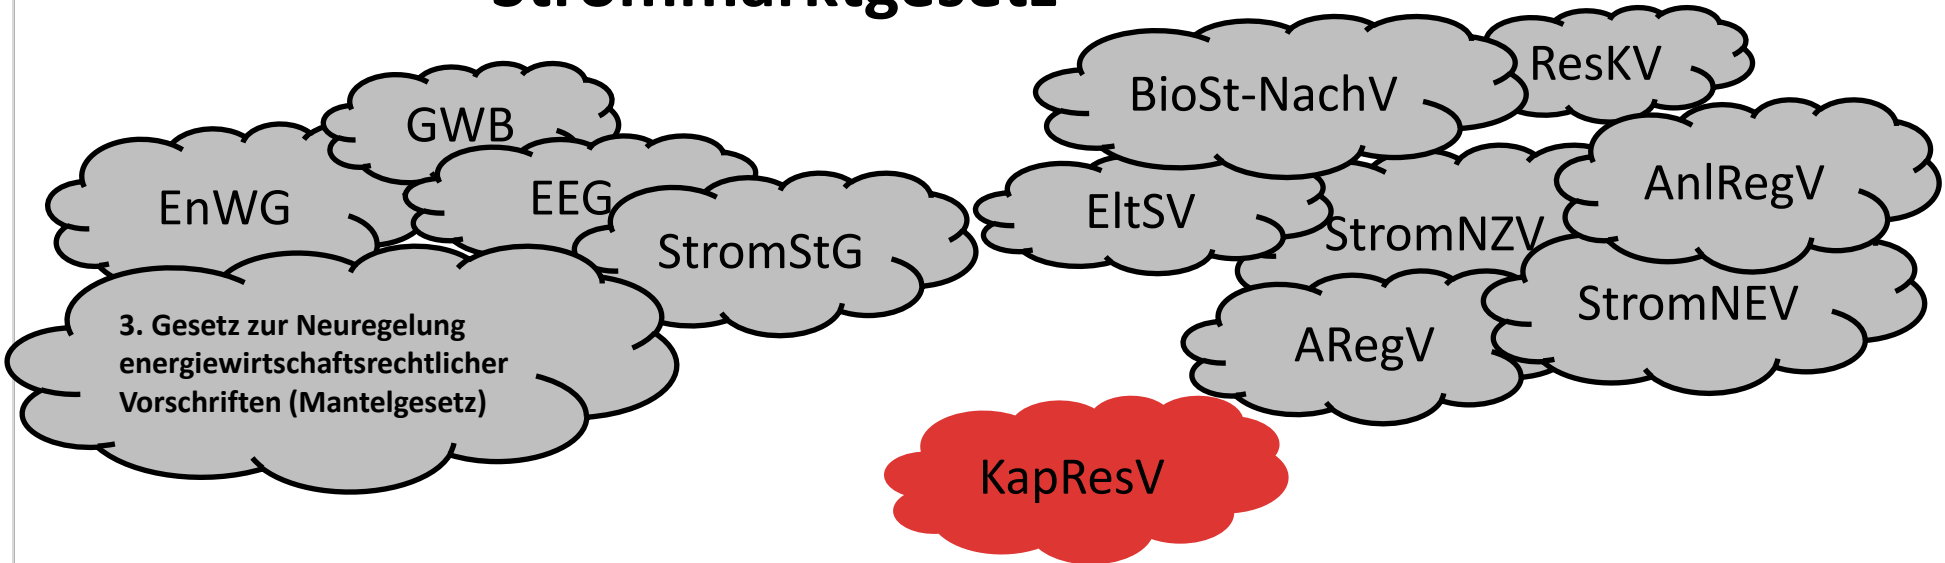 Strommarktgesetz
GWB
EnWG
EEG
StromStG
3. Gesetz zur Neuregelung
energiewirtschaftsrechtlicher
Vorschriften (Mantelgesetz)
BioSt-NachV
ResKV
EltSV
StromNZV
AnlRegV
ARegV
StromNEV
KapResV